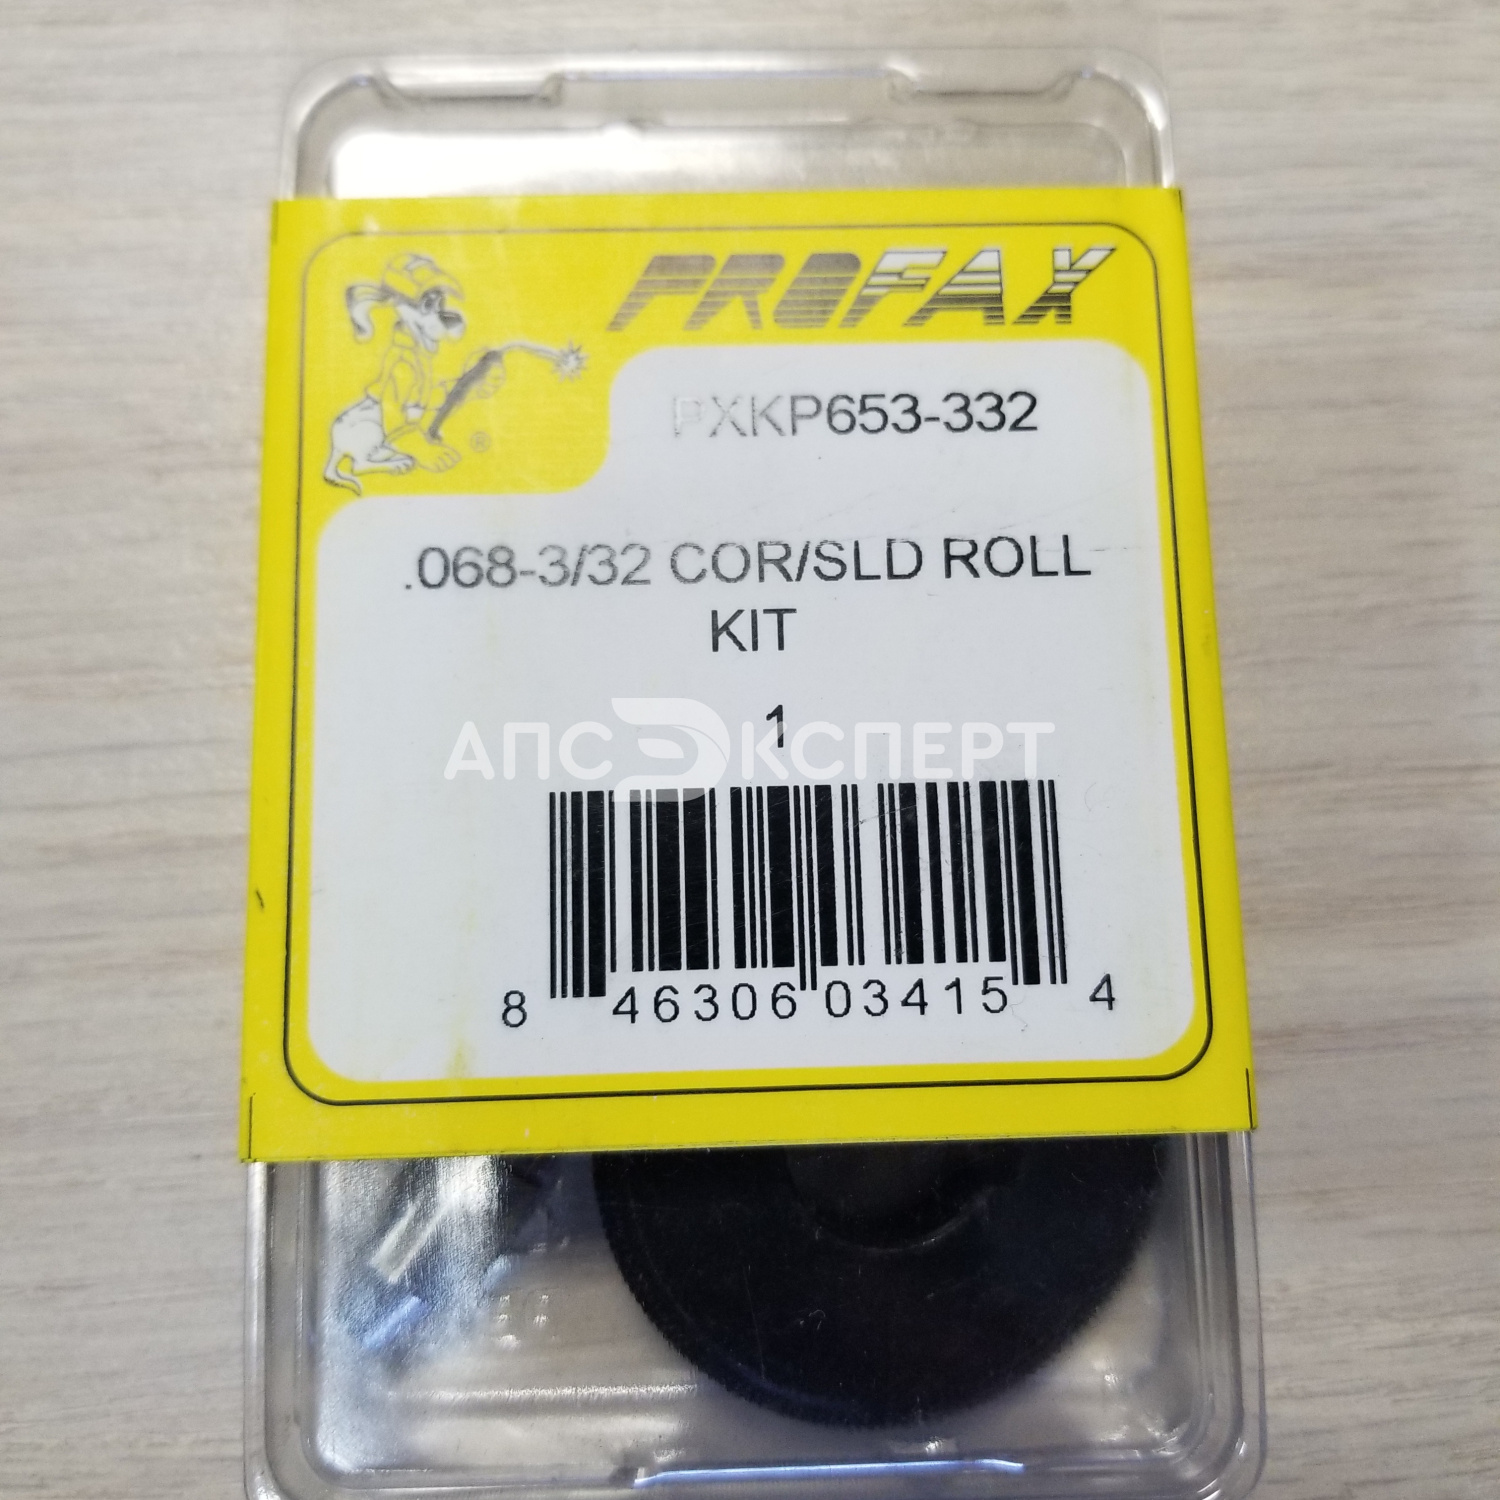 PROFAX
®
PXKP653-332
.068-3/32 COR/SLD ROLL
KIT
1
АПСЭКСПЕРТ
8 46306 03415 4